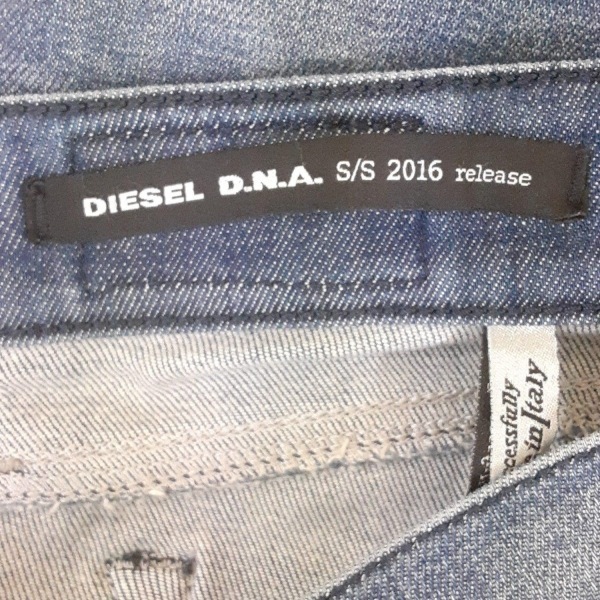 DIESEL D.N.A. S/S 2016 release
in Italy